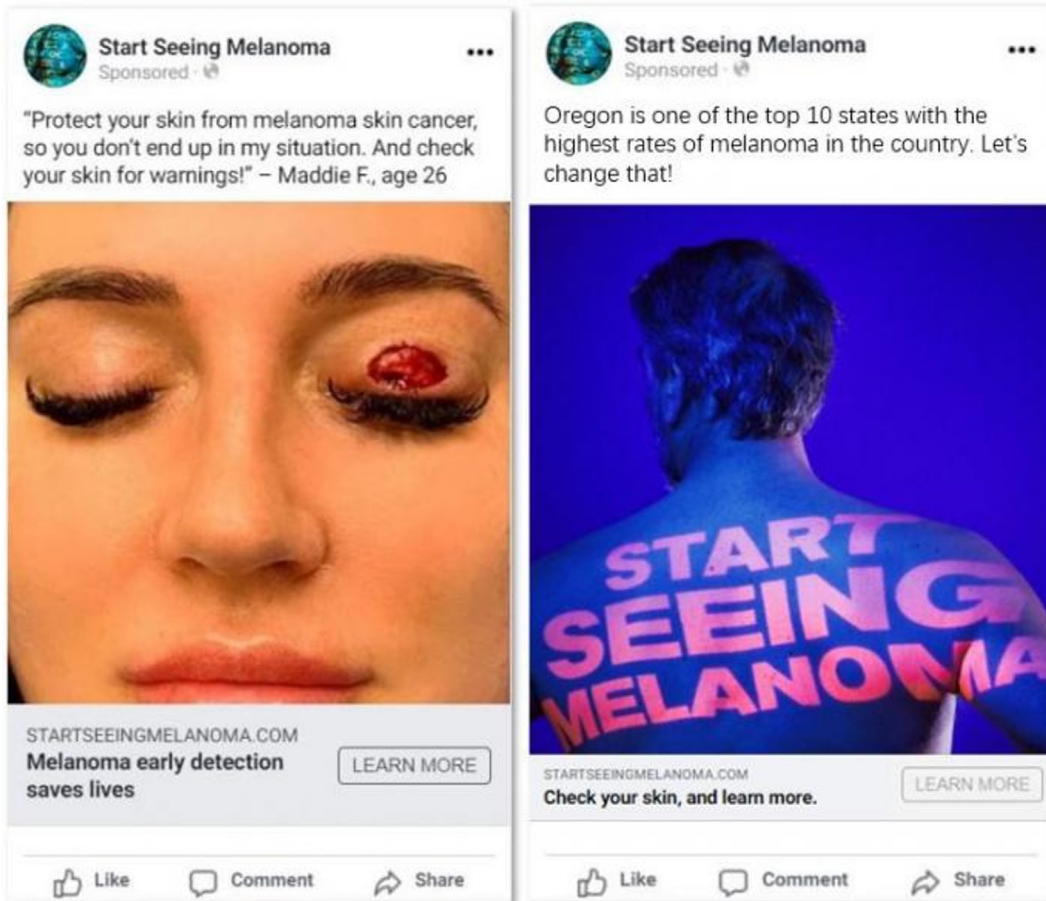 Start Seeing Melanoma
Sponsored ·
“Protect your skin from melanoma skin cancer,
so you don’t end up in my situation. And check
your skin for warnings!” – Maddie F., age 26
STARTSEEINGMELANOMA.COM
Melanoma early detection
saves lives
LEARN MORE
Like Comment Share
Start Seeing Melanoma
Sponsored ·
Oregon is one of the top 10 states with the
highest rates of melanoma in the country. Let’s
change that!
START
SEEING
MELANOMA
STARTSEEINGMELANOMA.COM
Check your skin, and learn more.
LEARN MORE
Like Comment Share